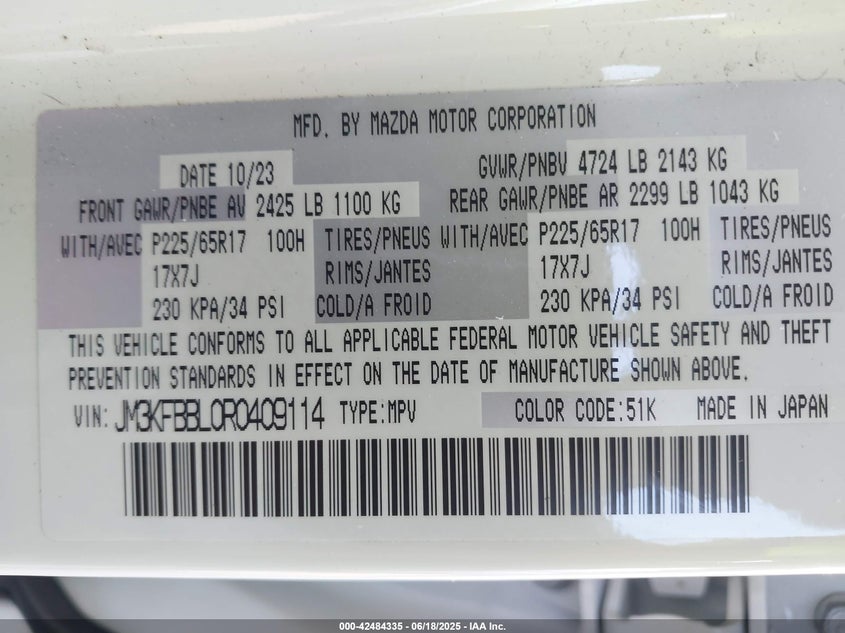 MFD. BY MAZDA MOTOR CORPORATION
DATE 10/23 GVWR/PNBV 4724 LB 2143 KG
FRONT GAWR/PNBE AV 2425 LB 1100 KG REAR GAWR/PNBE AR 2299 LB 1043 KG
WITH/AVEC P225/65R17 100H TIRES/PNEUS WITH/AVEC P225/65R17 100H TIRES/PNEUS
17X7J RIMS/JANTES 17X7J RIMS/JANTES
230 KPA/34 PSI COLD/A FROID 230 KPA/34 PSI COLD/A FROID
THIS VEHICLE CONFORMS TO ALL APPLICABLE FEDERAL MOTOR VEHICLE SAFETY AND THEFT
PREVENTION STANDARDS IN EFFECT ON THE DATE OF MANUFACTURE SHOWN ABOVE.
VIN: JM3KFBBL0R0409114 TYPE:MPV COLOR CODE:51K MADE IN JAPAN
000-42484335 - 06/18/2025 - IAA Inc.